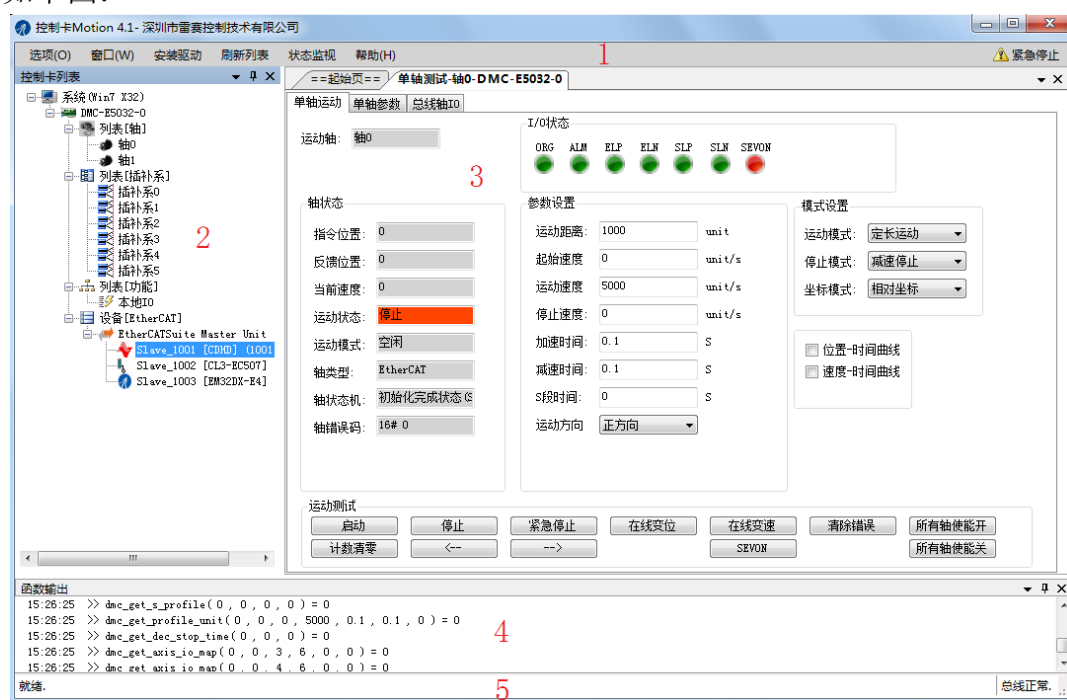 如下图：
控制卡Motion 4.1- 深圳市雷赛控制技术有限公司
选项(O) 窗口(W) 安装驱动 刷新列表 状态监视 帮助(H) 1 紧急停止
控制卡列表
系统 (Win7 X32)
DMC-E5032-0
列表[轴]
轴0
轴1
列表[插补系]
插补系0
插补系1
插补系2
插补系3
插补系4
插补系5
列表[功能]
本地IO
设备[EtherCAT]
EtherCATSuite Master Unit
Slave_1001 [CDHD] (1001
Slave_1002 [CL3-EC507]
Slave_1003 [EM32DX-E4]
2
==起始页== 单轴测试-轴0-DMC-E5032-0
单轴运动 单轴参数 总线轴IO
运动轴: 轴0
3
I/O状态
ORG ALM ELP ELN SLP SLN SEVON
轴状态
指令位置: 0
反馈位置: 0
当前速度: 0
运动状态: 停止
运动模式: 空闲
轴类型: EtherCAT
轴状态机: 初始化完成状态(S
轴错误码: 16# 0
参数设置
运动距离: 1000 unit
起始速度 0 unit/s
运动速度 5000 unit/s
停止速度: 0 unit/s
加速时间: 0.1 S
减速时间: 0.1 S
S段时间: 0 S
运动方向 正方向
模式设置
运动模式: 定长运动
停止模式: 减速停止
坐标模式: 相对坐标
位置-时间曲线
速度-时间曲线
运动测试
启动 停止 紧急停止 在线变位 在线变速 清除错误 所有轴使能开
计数清零 <-- --> SEVON 所有轴使能关
函数输出
15:26:25 >> dmc_get_s_profile( 0 , 0 , 0 , 0 ) = 0
15:26:25 >> dmc_get_profile_unit( 0 , 0 , 0 , 5000 , 0.1 , 0.1 , 0 ) = 0
15:26:25 >> dmc_get_dec_stop_time( 0 , 0 , 0 ) = 0
15:26:25 >> dmc_get_axis_io_map( 0 , 0 , 3 , 6 , 0 , 0 ) = 0
15:26:25 >> dmc_get_axis_io_map( 0 , 0 , 4 , 6 , 0 , 0 ) = 0
4
就绪. 5 总线正常.